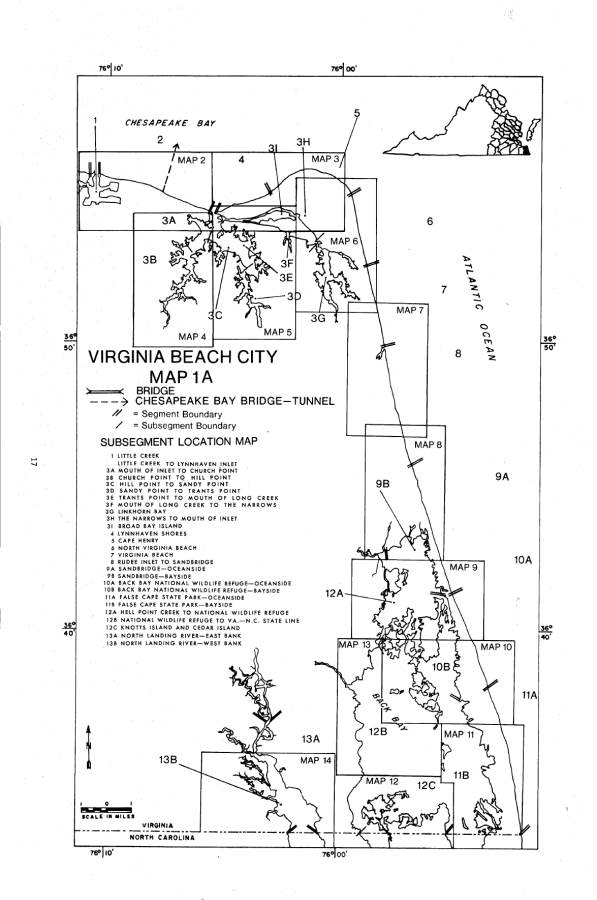 76° 10'
76° 00'
CHESAPEAKE BAY
1
2
MAP 2
4
3I
3H
MAP 3
5
3A
3B
3C
3D
3E
3F
3G
MAP 6
MAP 4
MAP 5
6
7
8
ATLANTIC OCEAN
MAP 7
36°
50'
36°
50'
VIRGINIA BEACH CITY
MAP 1A
BRIDGE
CHESAPEAKE BAY BRIDGE—TUNNEL
// = Segment Boundary
/ = Subsegment Boundary
SUBSEGMENT LOCATION MAP
1 LITTLE CREEK
LITTLE CREEK TO LYNNHAVEN INLET
3A MOUTH OF INLET TO CHURCH POINT
3B CHURCH POINT TO HILL POINT
3C HILL POINT TO SANDY POINT
3D SANDY POINT TO TRANTS POINT
3E TRANTS POINT TO MOUTH OF LONG CREEK
3F MOUTH OF LONG CREEK TO THE NARROWS
3G LINKHORN BAY
3H THE NARROWS TO MOUTH OF INLET
3I BROAD BAY ISLAND
4 LYNNHAVEN SHORES
5 CAPE HENRY
6 NORTH VIRGINIA BEACH
7 VIRGINIA BEACH
8 RUDEE INLET TO SANDBRIDGE
9A SANDBRIDGE—OCEANSIDE
9B SANDBRIDGE—BAYSIDE
10A BACK BAY NATIONAL WILDLIFE REFUGE—OCEANSIDE
10B BACK BAY NATIONAL WILDLIFE REFUGE—BAYSIDE
11A FALSE CAPE STATE PARK—OCEANSIDE
11B FALSE CAPE STATE PARK—BAYSIDE
12A HELL POINT CREEK TO NATIONAL WILDLIFE REFUGE
12B NATIONAL WILDLIFE REFUGE TO VA.—N.C. STATE LINE
12C KNOTTS ISLAND AND CEDAR ISLAND
13A NORTH LANDING RIVER—EAST BANK
13B NORTH LANDING RIVER—WEST BANK
17
MAP 8
9B
9A
10A
MAP 9
12A
36°
40'
36°
40'
MAP 13
MAP 10
10B
11A
BACK BAY
12B
MAP 11
11B
13A
13B
MAP 14
MAP 12
12C
N
1 0 1
SCALE IN MILES
VIRGINIA
NORTH CAROLINA
76° 10'
76° 00'